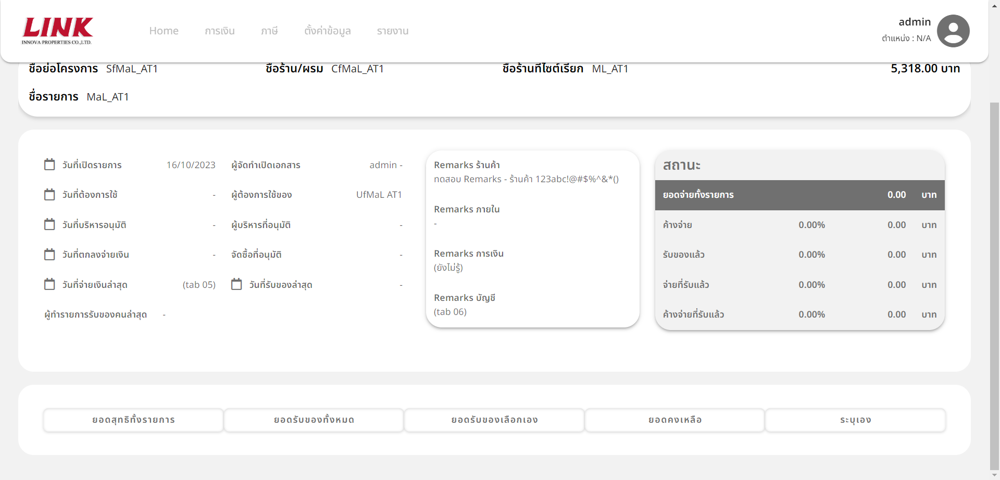 LINK
INNOVA PROPERTIES CO.,LTD.
Home การเงิน ภาษี ตั้งค่าข้อมูล รายงาน
admin
ตำแหน่ง : N/A
ชื่อย่อโครงการ SfMaL_AT1 ชื่อร้าน/ผรม CfMaL_AT1 ชื่อร้านที่ไซต์เรียก ML_AT1 5,318.00 บาท
ชื่อรายการ MaL_AT1
วันที่เปิดรายการ 16/10/2023 ผู้จัดทำเปิดเอกสาร admin -
วันที่ต้องการใช้ - ผู้ต้องการใช้ของ UfMaL AT1
วันที่บริหารอนุมัติ - ผู้บริหารที่อนุมัติ -
วันที่ตกลงจ่ายเงิน - จัดซื้อที่อนุมัติ -
วันที่จ่ายเงินล่าสุด (tab 05) วันที่รับของล่าสุด -
ผู้ทำรายการรับของคนล่าสุด -
Remarks ร้านค้า
ทดสอบ Remarks - ร้านค้า 123abc!@#$%^&*()
Remarks ภายใน
-
Remarks การเงิน
(ยังไม่รู้)
Remarks บัญชี
(tab 06)
สถานะ
ยอดจ่ายทั้งรายการ 0.00 บาท
ค้างจ่าย 0.00% 0.00 บาท
รับของแล้ว 0.00% 0.00 บาท
จ่ายที่รับแล้ว 0.00% 0.00 บาท
ค้างจ่ายที่รับแล้ว 0.00% 0.00 บาท
ยอดสุทธิทั้งรายการ ยอดรับของทั้งหมด ยอดรับของเลือกเอง ยอดคงเหลือ ระบุเอง